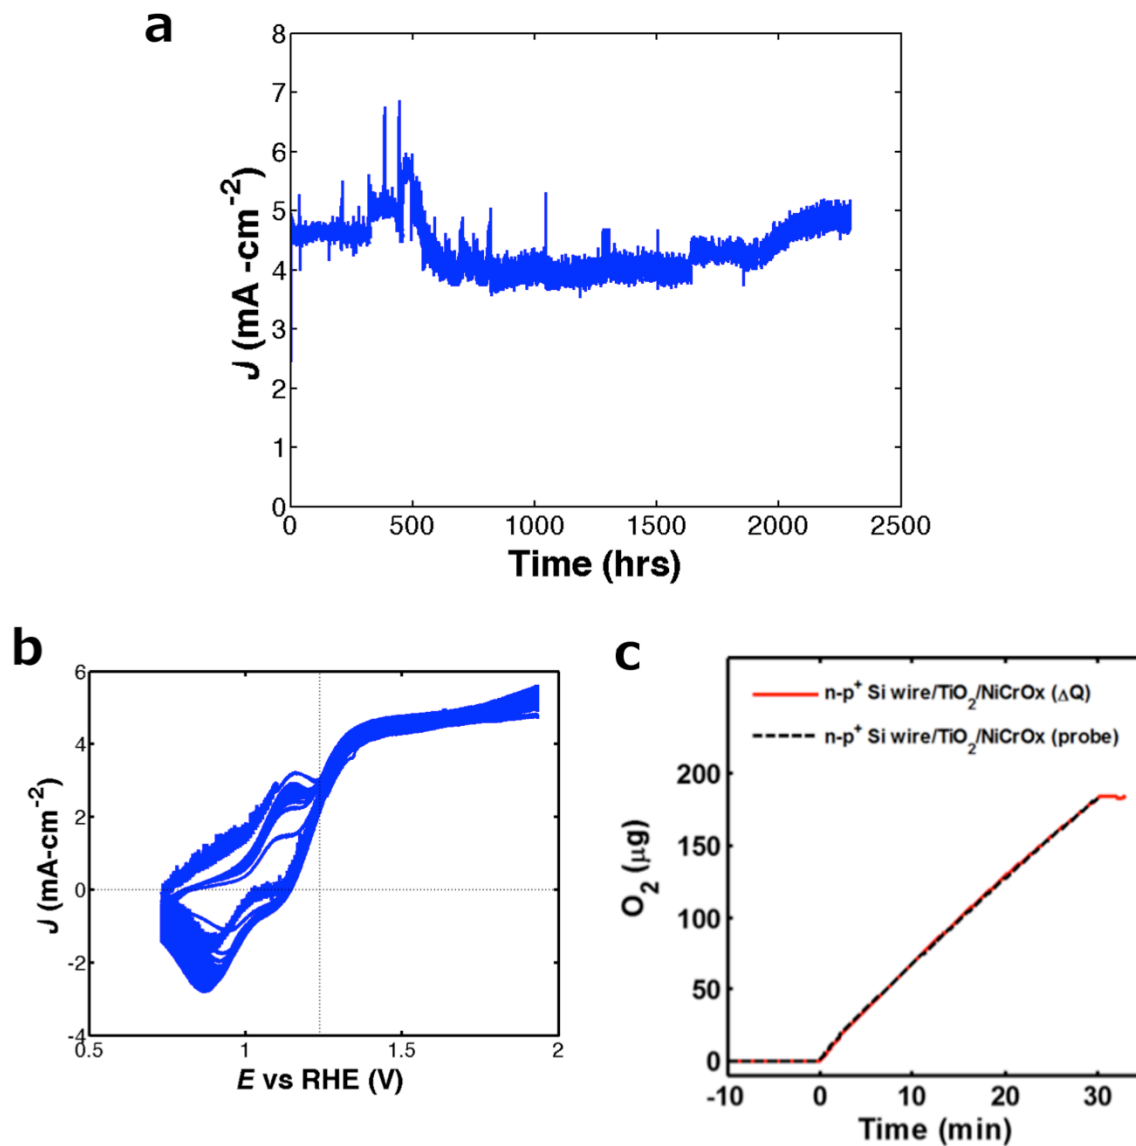 a
8
7
6
5
4
3
2
1
0
J (mA -cm-2)
0 500 1000 1500 2000 2500
Time (hrs)
b
6
4
2
0
-2
-4
J (mA-cm-2)
0.5 1 1.5 2
E vs RHE (V)
c
n-p+ Si wire/TiO2/NiCrOx (ΔQ)
n-p+ Si wire/TiO2/NiCrOx (probe)
200
150
100
50
0
O2 (μg)
-10 0 10 20 30
Time (min)